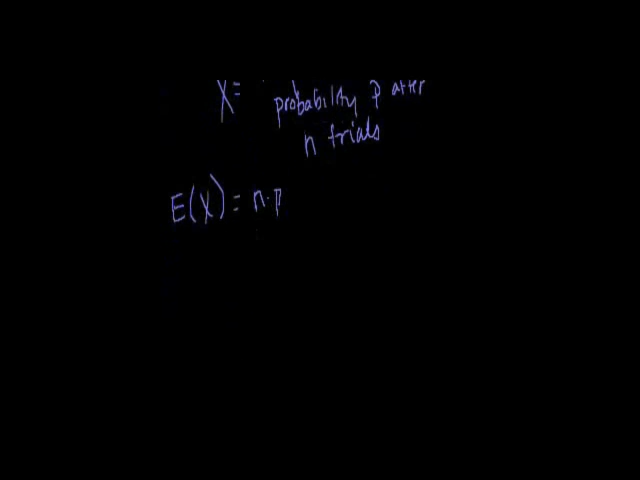 X=
probability P after
n trials
E(X) = n·P